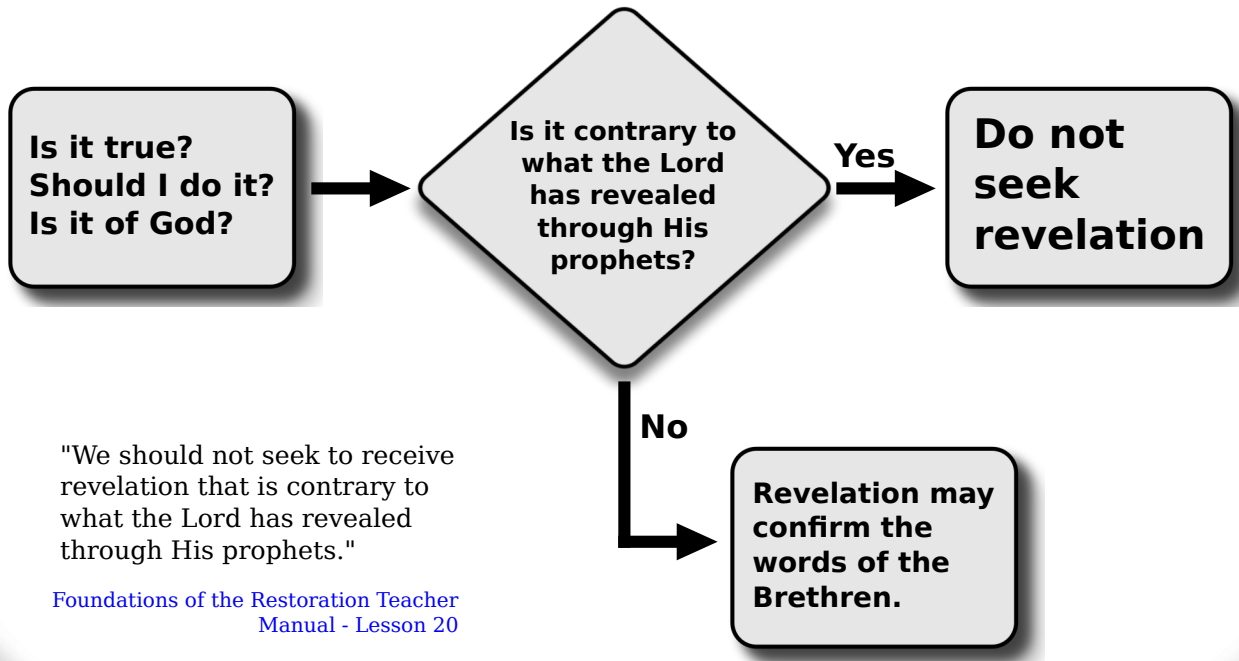 Is it true?
Should I do it?
Is it of God?
Is it contrary to
what the Lord
has revealed
through His
prophets?
Yes
Do not
seek
revelation
No
Revelation may
confirm the
words of the
Brethren.
"We should not seek to receive
revelation that is contrary to
what the Lord has revealed
through His prophets."
Foundations of the Restoration Teacher
Manual - Lesson 20